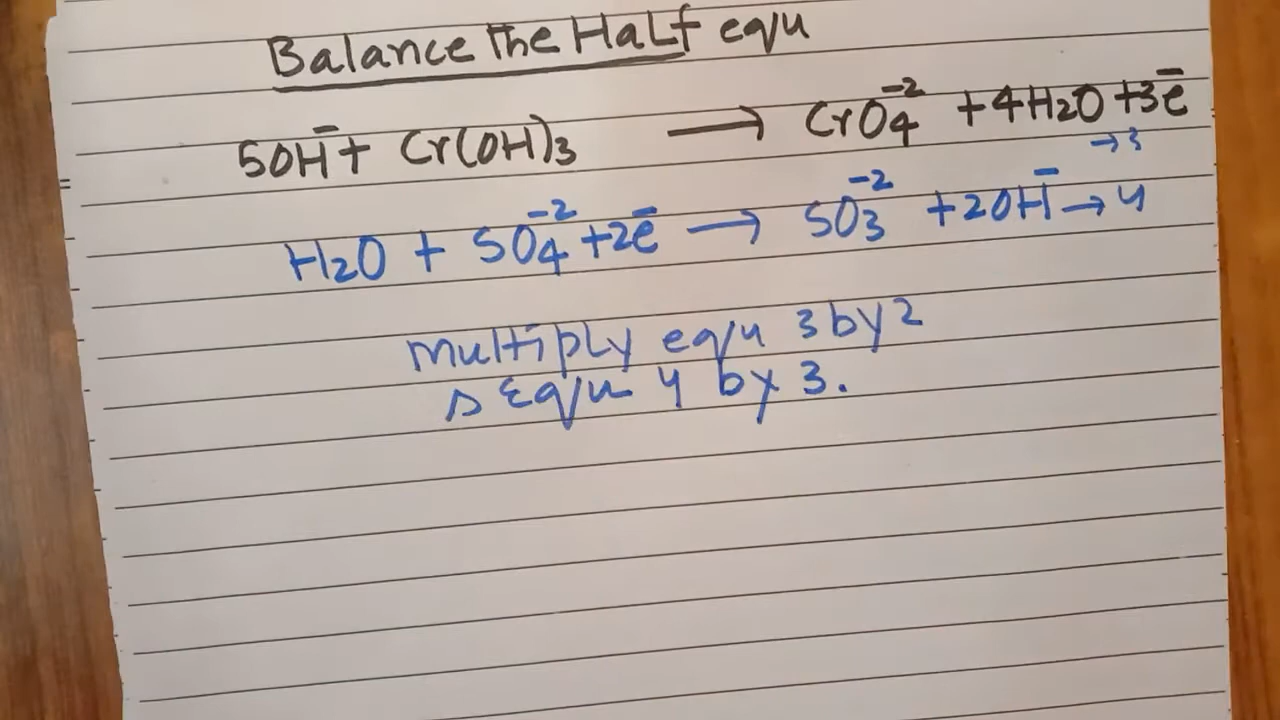 Balance the Half equ
5OH⁻ + Cr(OH)₃ ⟶ CrO₄⁻² + 4H₂O + 3e⁻
→ 3
H₂O + SO₄⁻² + 2e⁻ ⟶ SO₃⁻² + 2OH⁻ → 4
multiply equ 3 by 2
Equ 4 by 3.